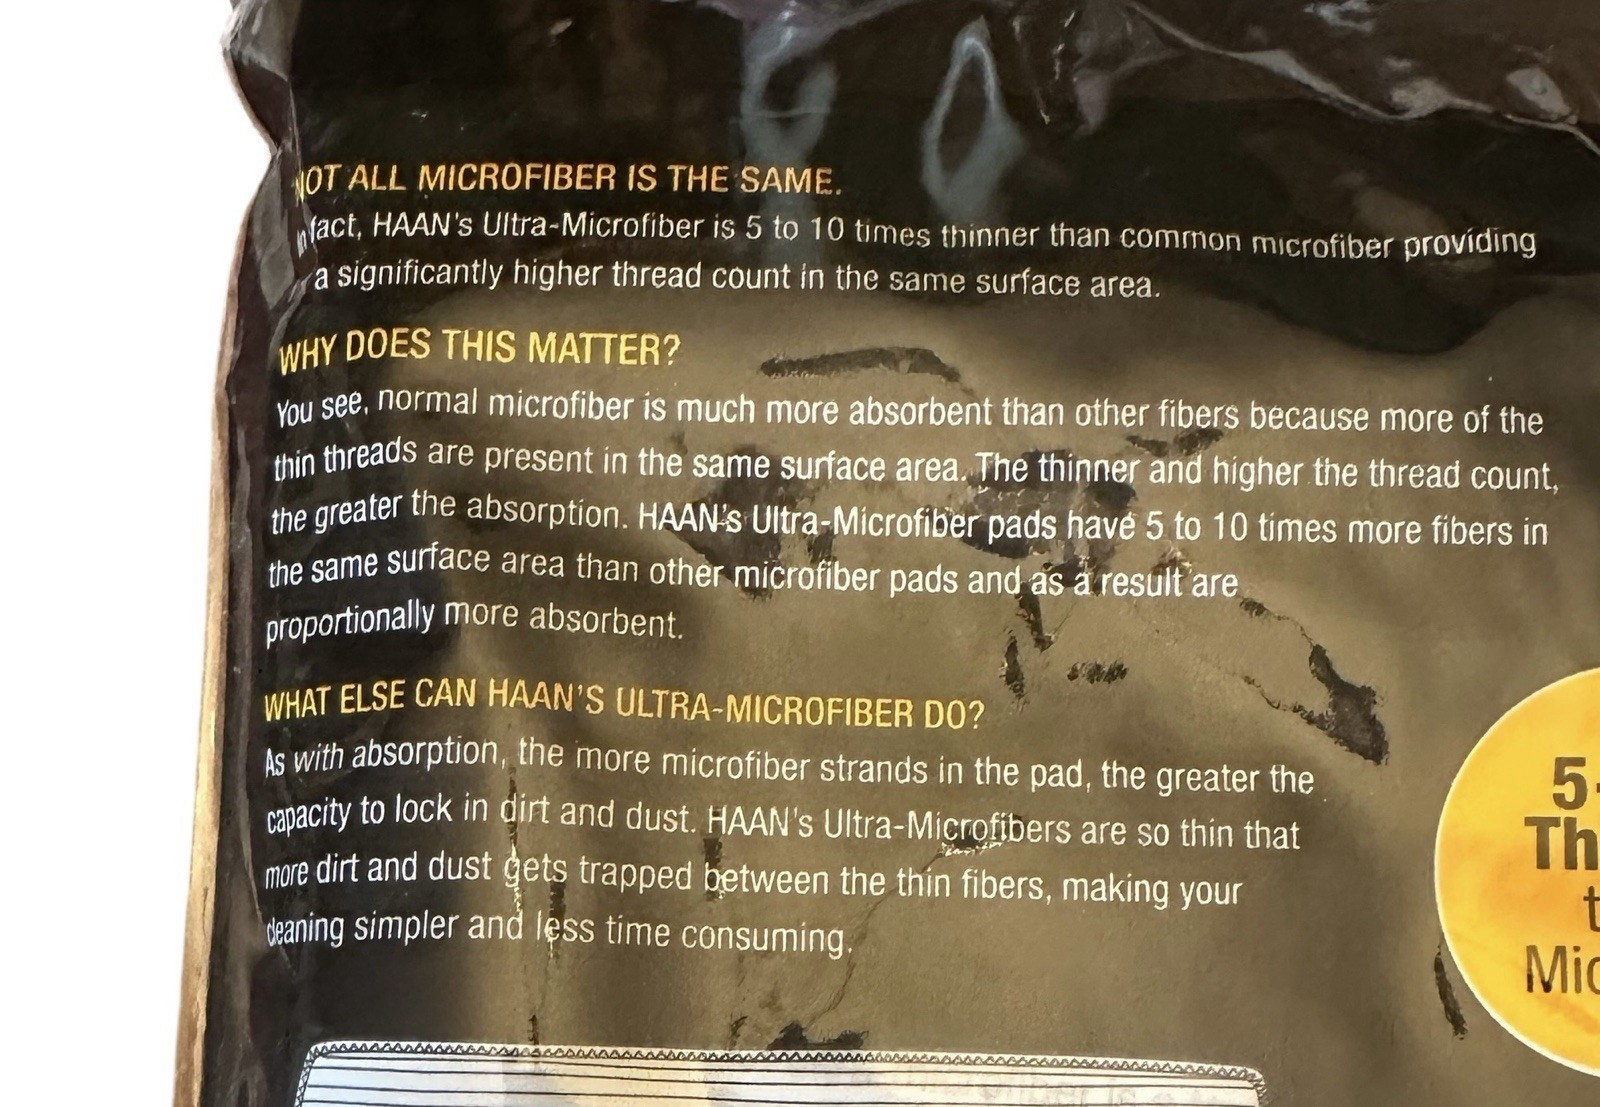 NOT ALL MICROFIBER IS THE SAME.
In fact, HAAN's Ultra-Microfiber is 5 to 10 times thinner than common microfiber providing
a significantly higher thread count in the same surface area.
WHY DOES THIS MATTER?
You see, normal microfiber is much more absorbent than other fibers because more of the
thin threads are present in the same surface area. The thinner and higher the thread count,
the greater the absorption. HAAN's Ultra-Microfiber pads have 5 to 10 times more fibers in
the same surface area than other microfiber pads and as a result are
proportionally more absorbent.
WHAT ELSE CAN HAAN'S ULTRA-MICROFIBER DO?
As with absorption, the more microfiber strands in the pad, the greater the
capacity to lock in dirt and dust. HAAN's Ultra-Microfibers are so thin that
more dirt and dust gets trapped between the thin fibers, making your
cleaning simpler and less time consuming.
5-
Th
t
Mic